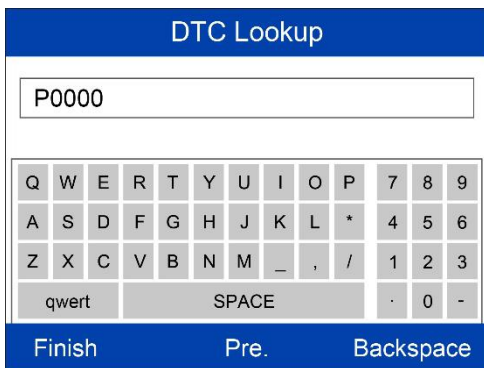 DTC Lookup
P0000
Q W E R T Y U I O P 7 8 9
A S D F G H J K L * 4 5 6
Z X C V B N M _ , / 1 2 3
qwert SPACE . 0 -
Finish Pre. Backspace